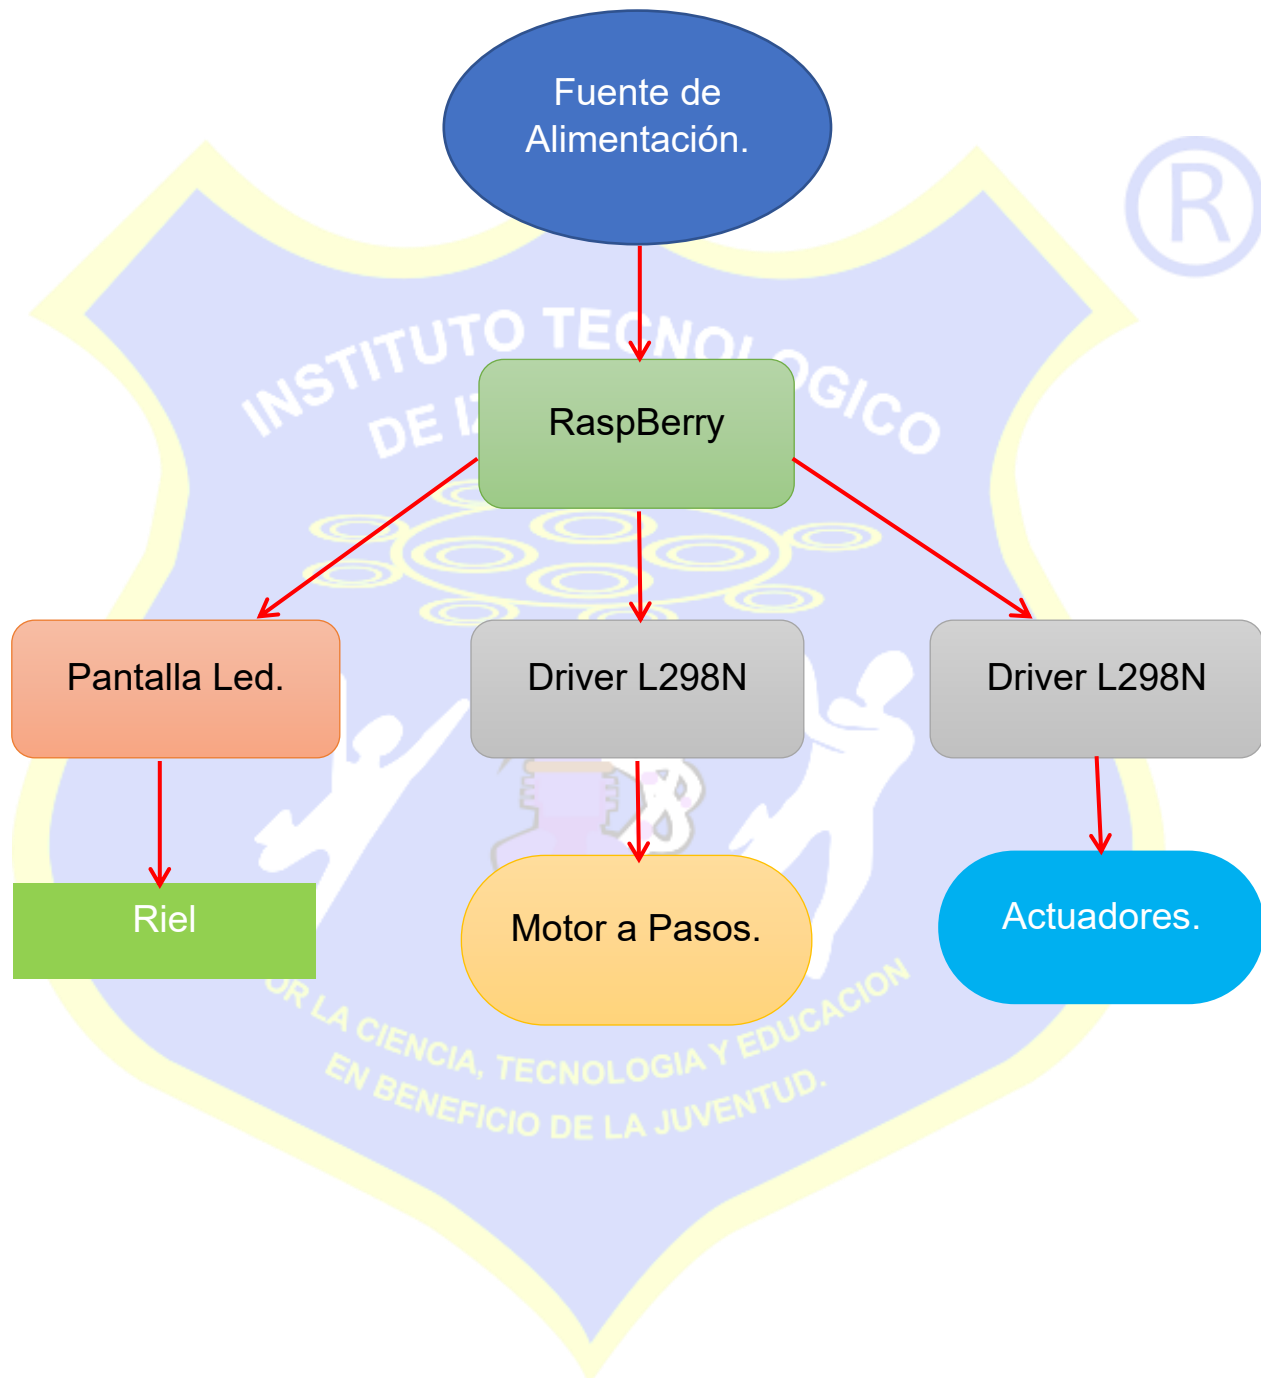 Fuente de
Alimentación.
®
INSTITUTO TECNOLOGICO
DE
RaspBerry
Pantalla Led.
Driver L298N
Driver L298N
Riel
Motor a Pasos.
Actuadores.
LA CIENCIA, TECNOLOGIA Y EDUCACION
EN BENEFICIO DE LA JUVENTUD.